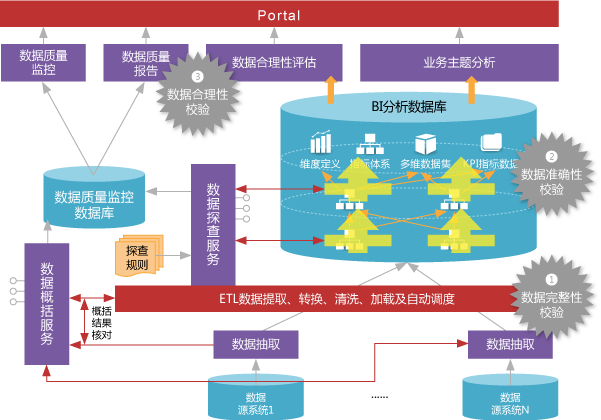 Portal
数据质量
监控
数据质量
报告
数据合理性评估
业务主题分析
3
数据合理性
校验
BI分析数据库
维度定义
指标体系
多维数据集
KPI指标数据
2
数据准确性
校验
数据质量监控
数据库
数据探查服务
探查
规则
数据概括服务
ETL数据提取、转换、清洗、加载及自动调度
1
数据完整性
校验
概括
结果
核对
数据抽取
数据抽取
数据
源系统1
......
数据
源系统N